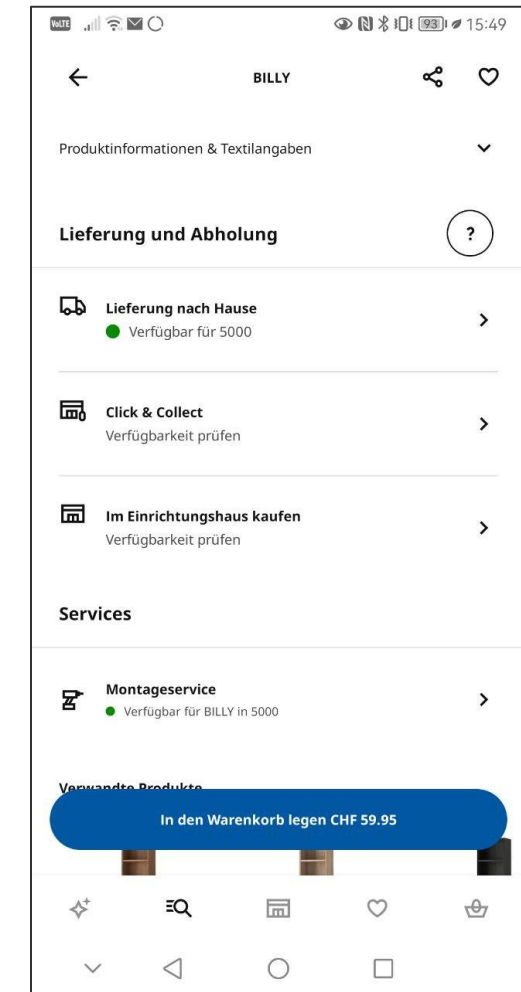 VoLTE 93 15:49
BILLY
Produktinformationen & Textilangaben
Lieferung und Abholung ?
Lieferung nach Hause
Verfügbar für 5000
Click & Collect
Verfügbarkeit prüfen
Im Einrichtungshaus kaufen
Verfügbarkeit prüfen
Services
Montageservice
Verfügbar für BILLY in 5000
Verwandte Produkte
In den Warenkorb legen CHF 59.95